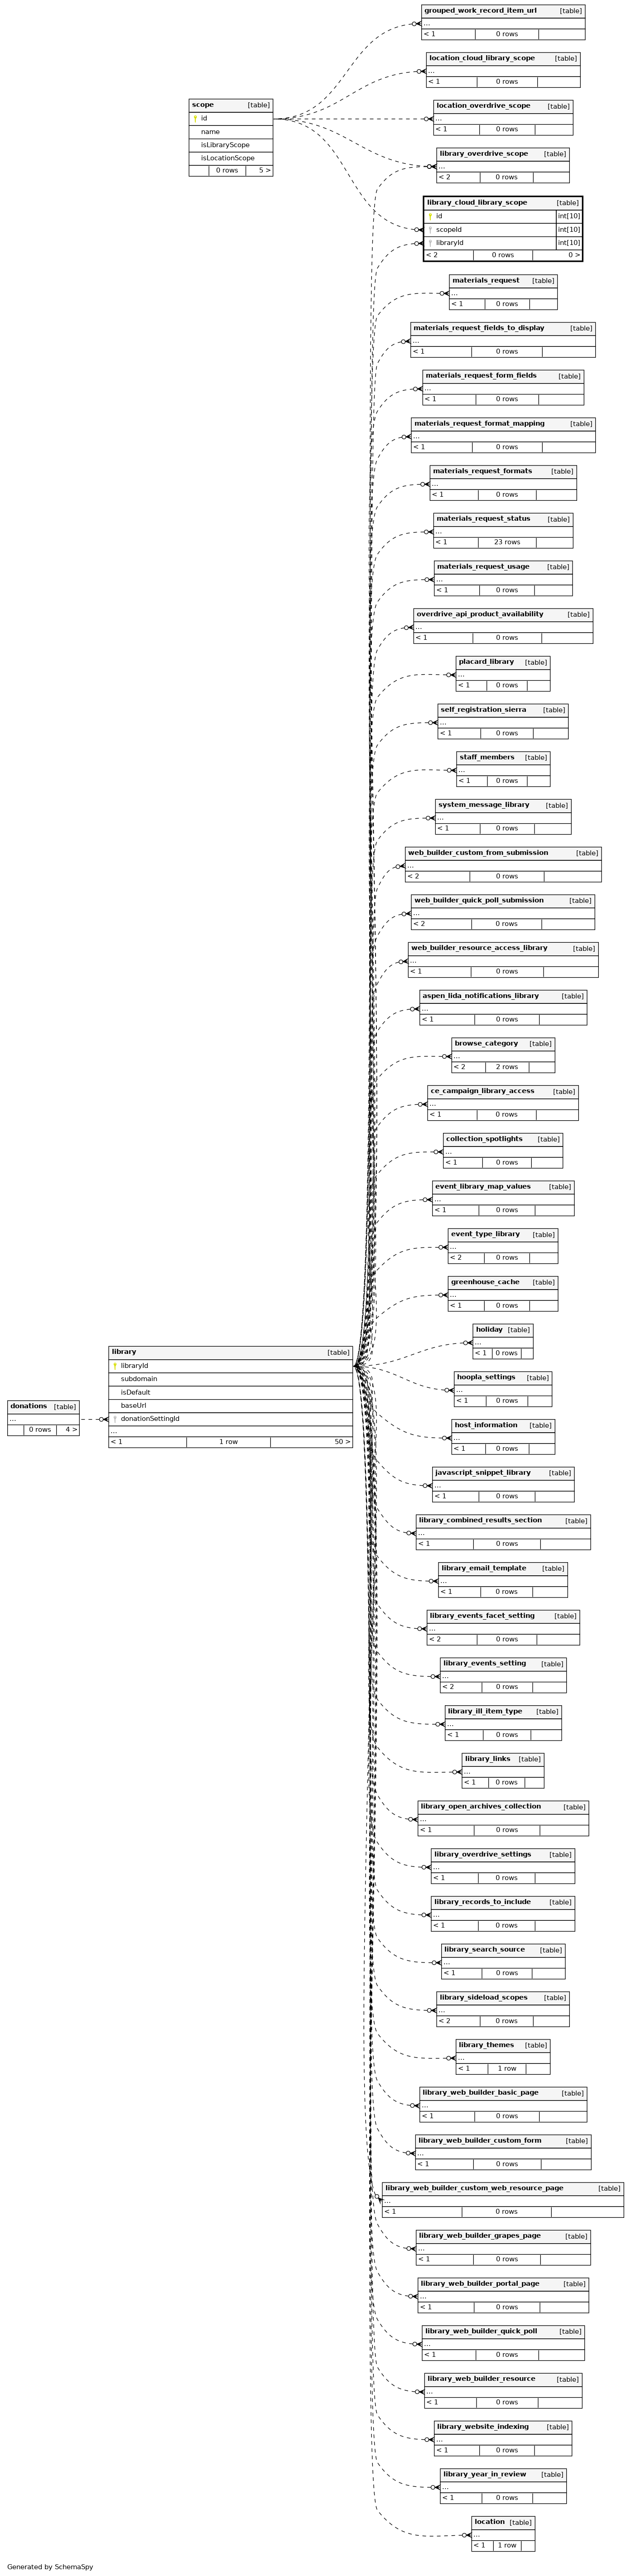 grouped_work_record_item_url [table]
...
< 1 0 rows
location_cloud_library_scope [table]
...
< 1 0 rows
scope [table]
id
name
isLibraryScope
isLocationScope
0 rows 5 >
location_overdrive_scope [table]
...
< 1 0 rows
library_overdrive_scope [table]
...
< 2 0 rows
library_cloud_library_scope [table]
id int[10]
scopeId int[10]
libraryId int[10]
< 2 0 rows 0 >
materials_request [table]
...
< 1 0 rows
materials_request_fields_to_display [table]
...
< 1 0 rows
materials_request_form_fields [table]
...
< 1 0 rows
materials_request_format_mapping [table]
...
< 1 0 rows
materials_request_formats [table]
...
< 1 0 rows
materials_request_status [table]
...
< 1 23 rows
materials_request_usage [table]
...
< 1 0 rows
overdrive_api_product_availability [table]
...
< 1 0 rows
placard_library [table]
...
< 1 0 rows
self_registration_sierra [table]
...
< 1 0 rows
staff_members [table]
...
< 1 0 rows
system_message_library [table]
...
< 1 0 rows
web_builder_custom_from_submission [table]
...
< 2 0 rows
web_builder_quick_poll_submission [table]
...
< 2 0 rows
web_builder_resource_access_library [table]
...
< 1 0 rows
aspen_lida_notifications_library [table]
...
< 1 0 rows
browse_category [table]
...
< 2 2 rows
ce_campaign_library_access [table]
...
< 1 0 rows
collection_spotlights [table]
...
< 1 0 rows
event_library_map_values [table]
...
< 1 0 rows
event_type_library [table]
...
< 2 0 rows
greenhouse_cache [table]
...
< 1 0 rows
holiday [table]
...
< 1 0 rows
library [table]
libraryId
subdomain
isDefault
baseUrl
donationSettingId
...
< 1 1 row 50 >
donations [table]
...
0 rows 4 >
hoopla_settings [table]
...
< 1 0 rows
host_information [table]
...
< 1 0 rows
javascript_snippet_library [table]
...
< 1 0 rows
library_combined_results_section [table]
...
< 1 0 rows
library_email_template [table]
...
< 1 0 rows
library_events_facet_setting [table]
...
< 2 0 rows
library_events_setting [table]
...
< 2 0 rows
library_ill_item_type [table]
...
< 1 0 rows
library_links [table]
...
< 1 0 rows
library_open_archives_collection [table]
...
< 1 0 rows
library_overdrive_settings [table]
...
< 1 0 rows
library_records_to_include [table]
...
< 1 0 rows
library_search_source [table]
...
< 1 0 rows
library_sideload_scopes [table]
...
< 2 0 rows
library_themes [table]
...
< 1 1 row
library_web_builder_basic_page [table]
...
< 1 0 rows
library_web_builder_custom_form [table]
...
< 1 0 rows
library_web_builder_custom_web_resource_page [table]
...
< 1 0 rows
library_web_builder_grapes_page [table]
...
< 1 0 rows
library_web_builder_portal_page [table]
...
< 1 0 rows
library_web_builder_quick_poll [table]
...
< 1 0 rows
library_web_builder_resource [table]
...
< 1 0 rows
library_website_indexing [table]
...
< 1 0 rows
library_year_in_review [table]
...
< 1 0 rows
location [table]
...
< 1 1 row
Generated by SchemaSpy